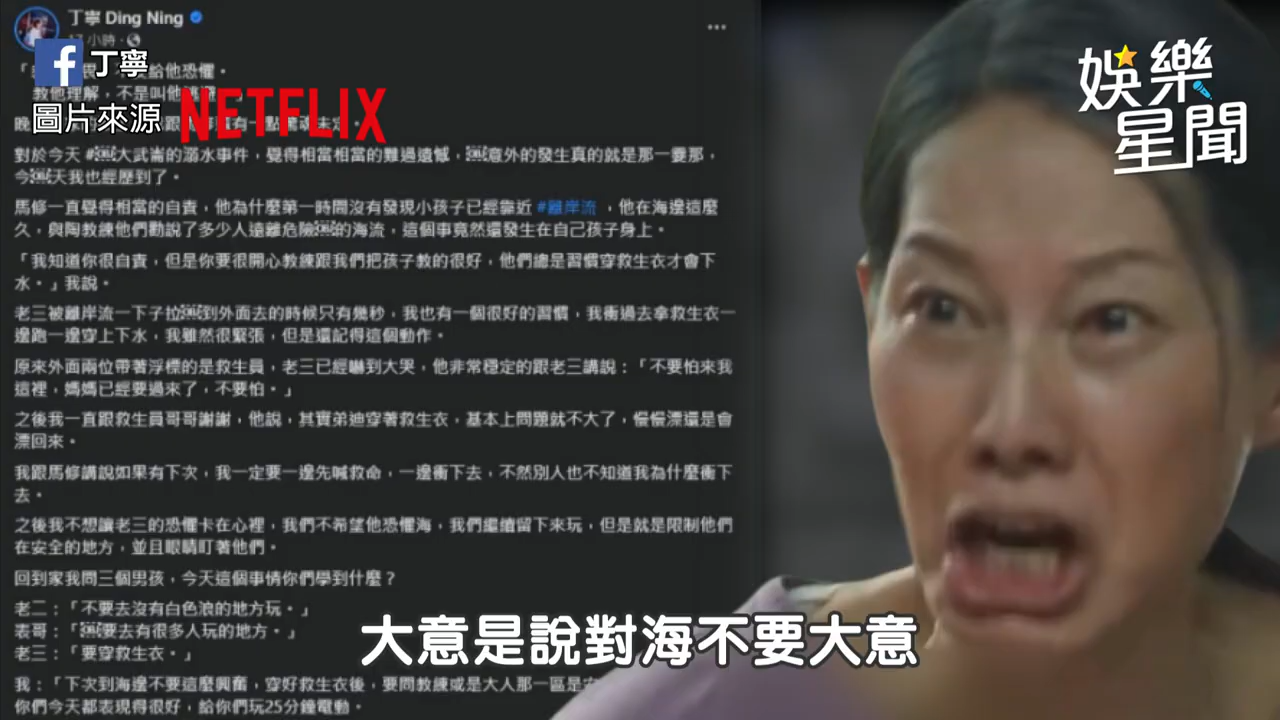 丁寧 Ding Ning
17 小時
丁寧
給他恐懼。
教他理解,不是叫他
圖片來源 NETFLIX
娛樂
星聞
對於今天 #大武崙的溺水事件,覺得相當相當的難過遺憾,意外的發生真的就是那一霎那,
今天我也經歷到了。
馬修一直覺得相當的自責,他為什麼第一時間沒有發現小孩子已經靠近 #離岸流 ,他在海邊這麼
久,與陶教練他們勸說了多少人遠離危險的海流,這個事竟然還發生在自己孩子身上。
「我知道你很自責,但是你要很開心教練跟我們把孩子教的很好,他們總是習慣穿救生衣才會下
水。」我說。
老三被離岸流一下子拉到外面去的時候只有幾秒,我也有一個很好的習慣,我衝過去拿救生衣一
邊跑一邊穿上下水,我雖然很緊張,但是還記得這個動作。
原來外面兩位帶著浮標的是救生員,老三已經嚇到大哭,他非常穩定的跟老三講說:「不要怕來我
這裡,媽媽已經要過來了,不要怕。」
之後我一直跟救生員哥哥謝謝,他說,其實弟迪穿著救生衣,基本上問題就不大了,慢慢漂還是會
漂回來。
我跟馬修講說如果有下次,我一定要一邊先喊救命,一邊衝下去,不然別人也不知道我為什麼衝下
去。
之後我不想讓老三的恐懼卡在心裡,我們不希望他恐懼海,我們繼續留下來玩,但是就是限制他們
在安全的地方,並且眼睛盯著他們。
回到家我問三個男孩,今天這個事情你們學到什麼?
老二:「不要去沒有白色浪的地方玩。」
表哥:「要去有很多人玩的地方。」
老三:「要穿救生衣。」
我:「下次到海邊不要這麼興奮,穿好救生衣後,要問教練或是大人那一區是
你們今天都表現得很好,給你們玩25分鐘電動。
大意是說對海不要大意